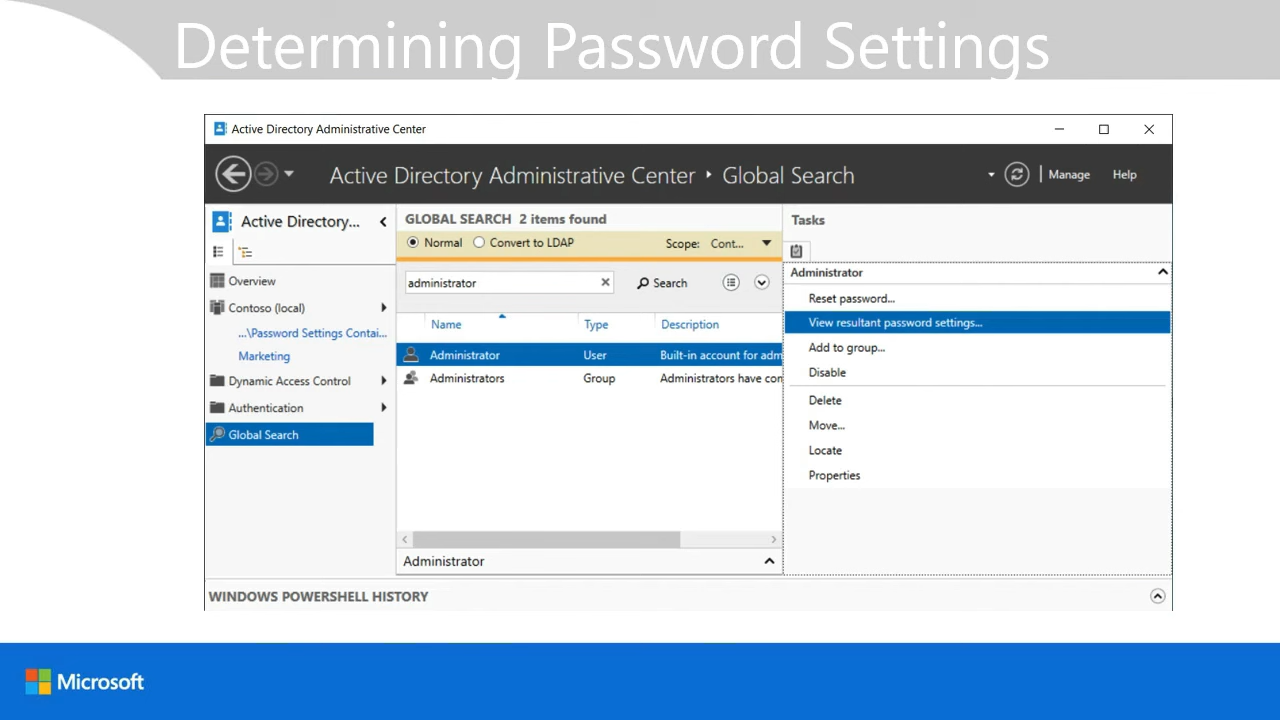 Determining Password Settings
Active Directory Administrative Center
Active Directory Administrative Center • Global Search
Manage
Help
Active Directory...
Overview
Contoso (local)
...\Password Settings Contai...
Marketing
Dynamic Access Control
Authentication
Global Search
GLOBAL SEARCH 2 items found
Normal Convert to LDAP Scope: Cont...
administrator
Search
Name Type Description
Administrator User Built-in account for adm
Administrators Group Administrators have con
Administrator
Tasks
Administrator
Reset password...
View resultant password settings...
Add to group...
Disable
Delete
Move...
Locate
Properties
WINDOWS POWERSHELL HISTORY
Microsoft